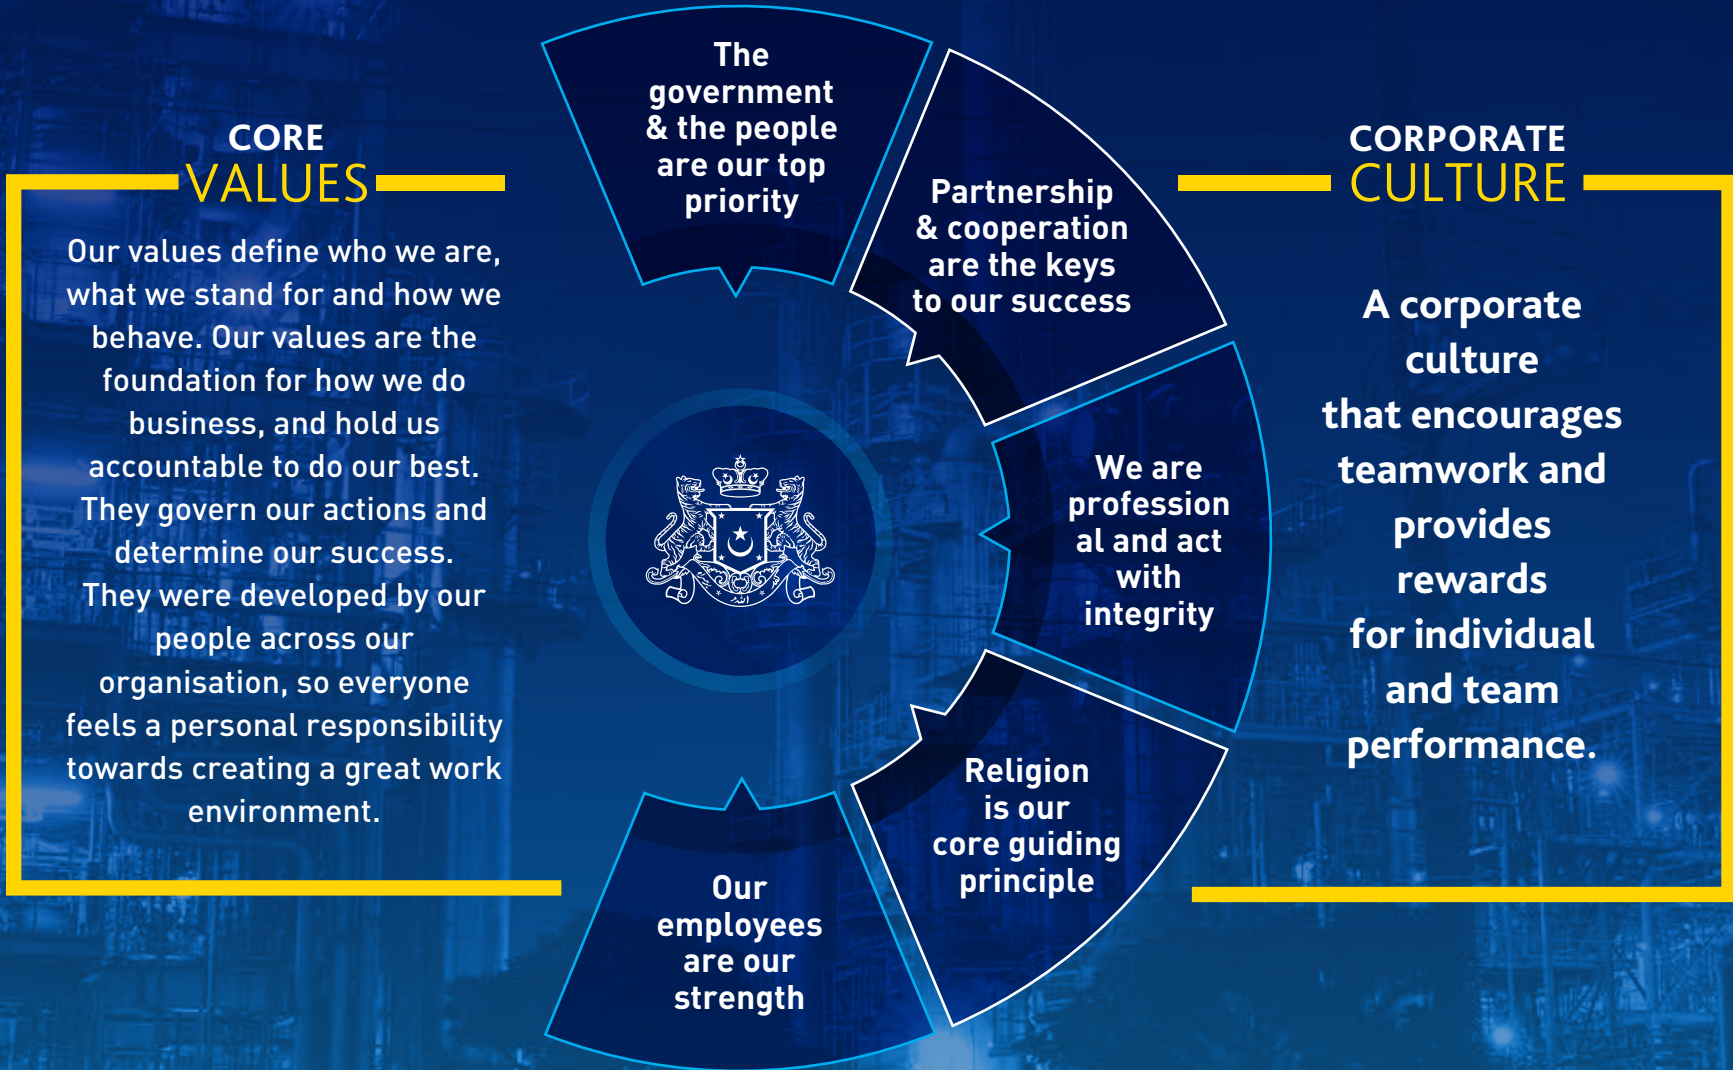 CORE
VALUES
Our values define who we are,
what we stand for and how we
behave. Our values are the
foundation for how we do
business, and hold us
accountable to do our best.
They govern our actions and
determine our success.
They were developed by our
people across our
organisation, so everyone
feels a personal responsibility
towards creating a great work
environment.
The
government
& the people
are our top
priority
Partnership
& cooperation
are the keys
to our success
We are
profession
al and act
with
integrity
Religion
is our
core guiding
principle
Our
employees
are our
strength
CORPORATE
CULTURE
A corporate
culture
that encourages
teamwork and
provides
rewards
for individual
and team
performance.